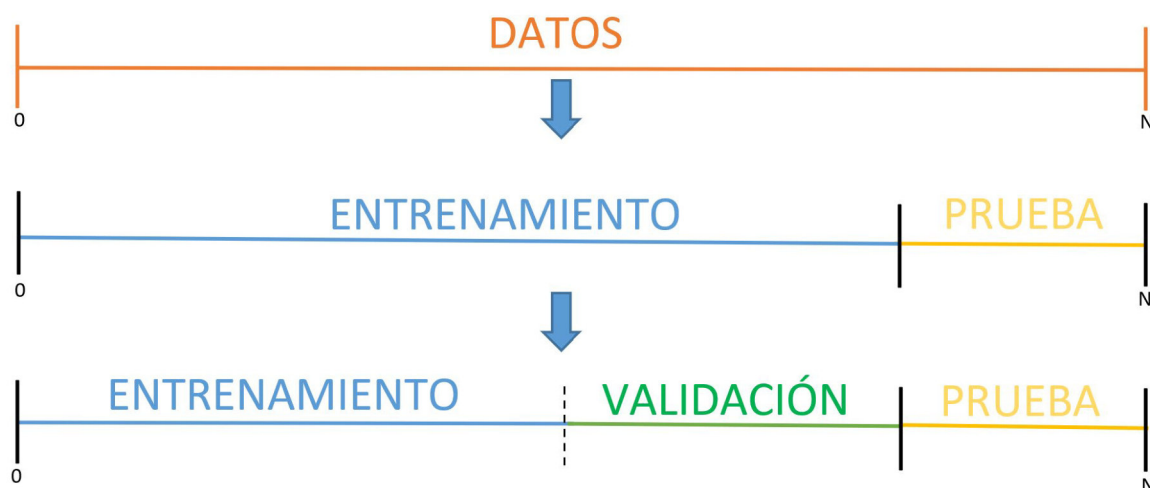 DATOS
0 N
ENTRENAMIENTO PRUEBA
0 N
ENTRENAMIENTO VALIDACIÓN PRUEBA
0 N